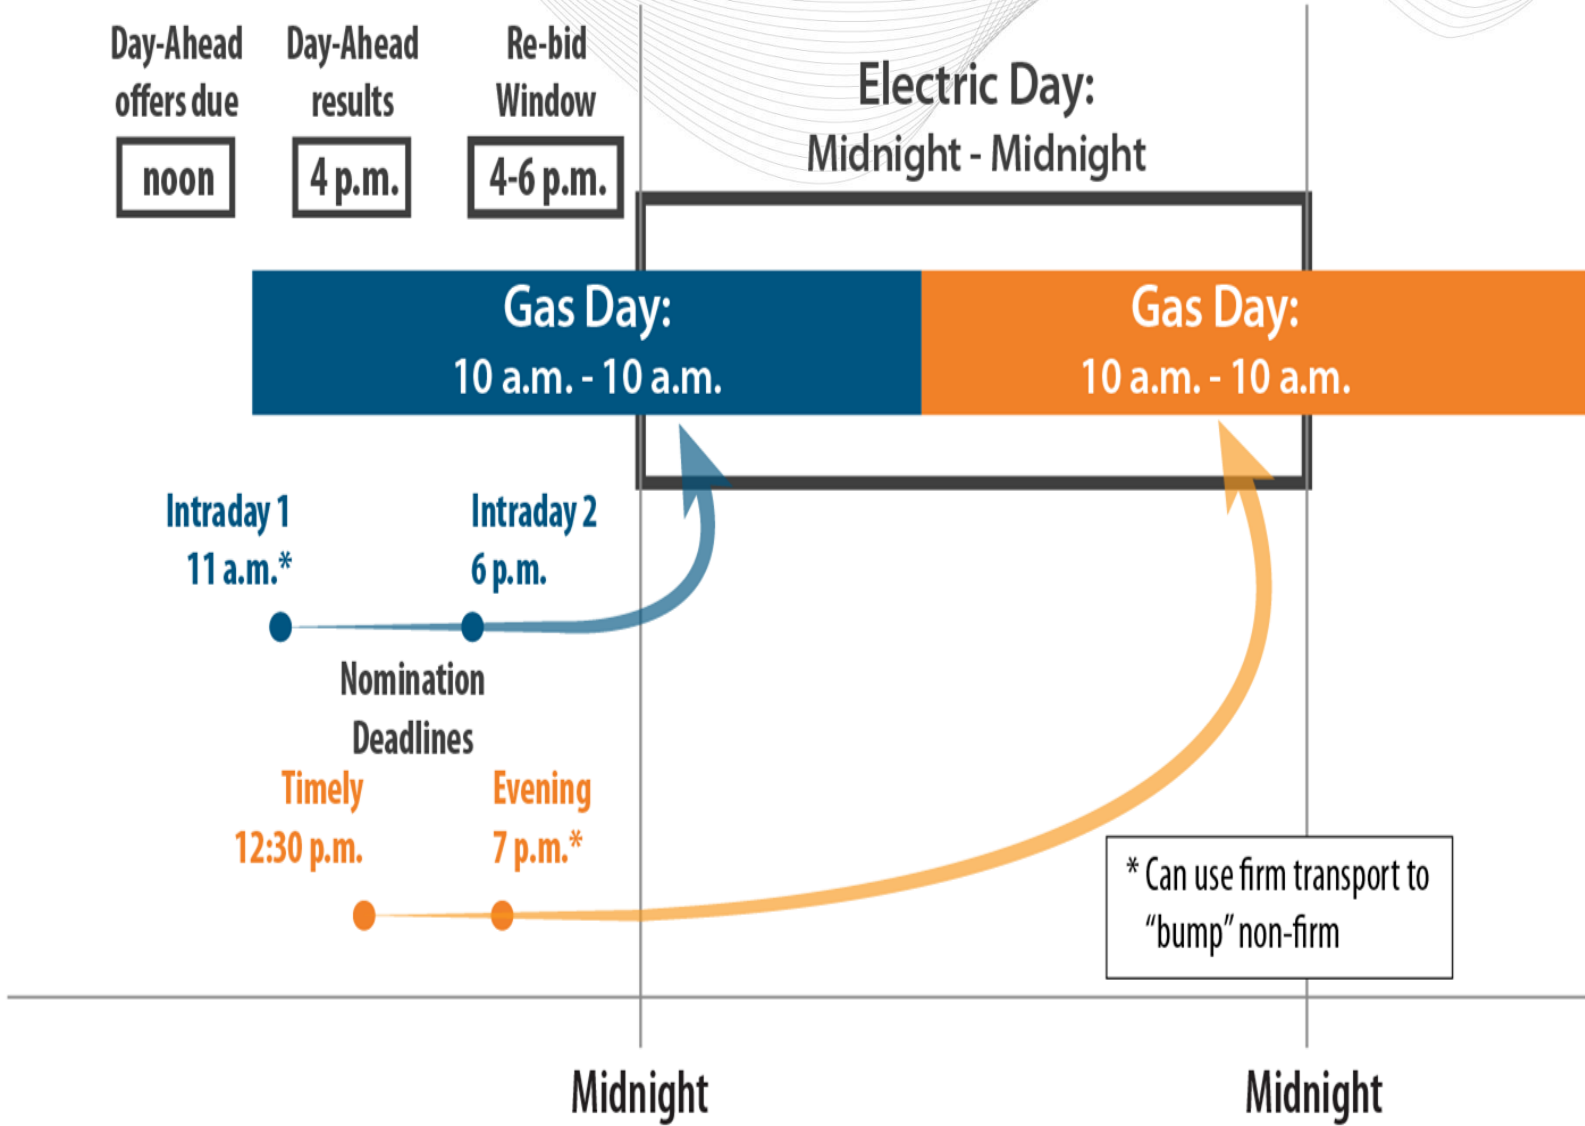 Day-Ahead
offers due
noon
Day-Ahead
results
4 p.m.
Re-bid
Window
4-6 p.m.
Electric Day:
Midnight - Midnight
Gas Day:
10 a.m. - 10 a.m.
Gas Day:
10 a.m. - 10 a.m.
Intraday 1
11 a.m.*
Intraday 2
6 p.m.
Nomination
Deadlines
Timely
12:30 p.m.
Evening
7 p.m.*
* Can use firm transport to
“bump” non-firm
Midnight
Midnight